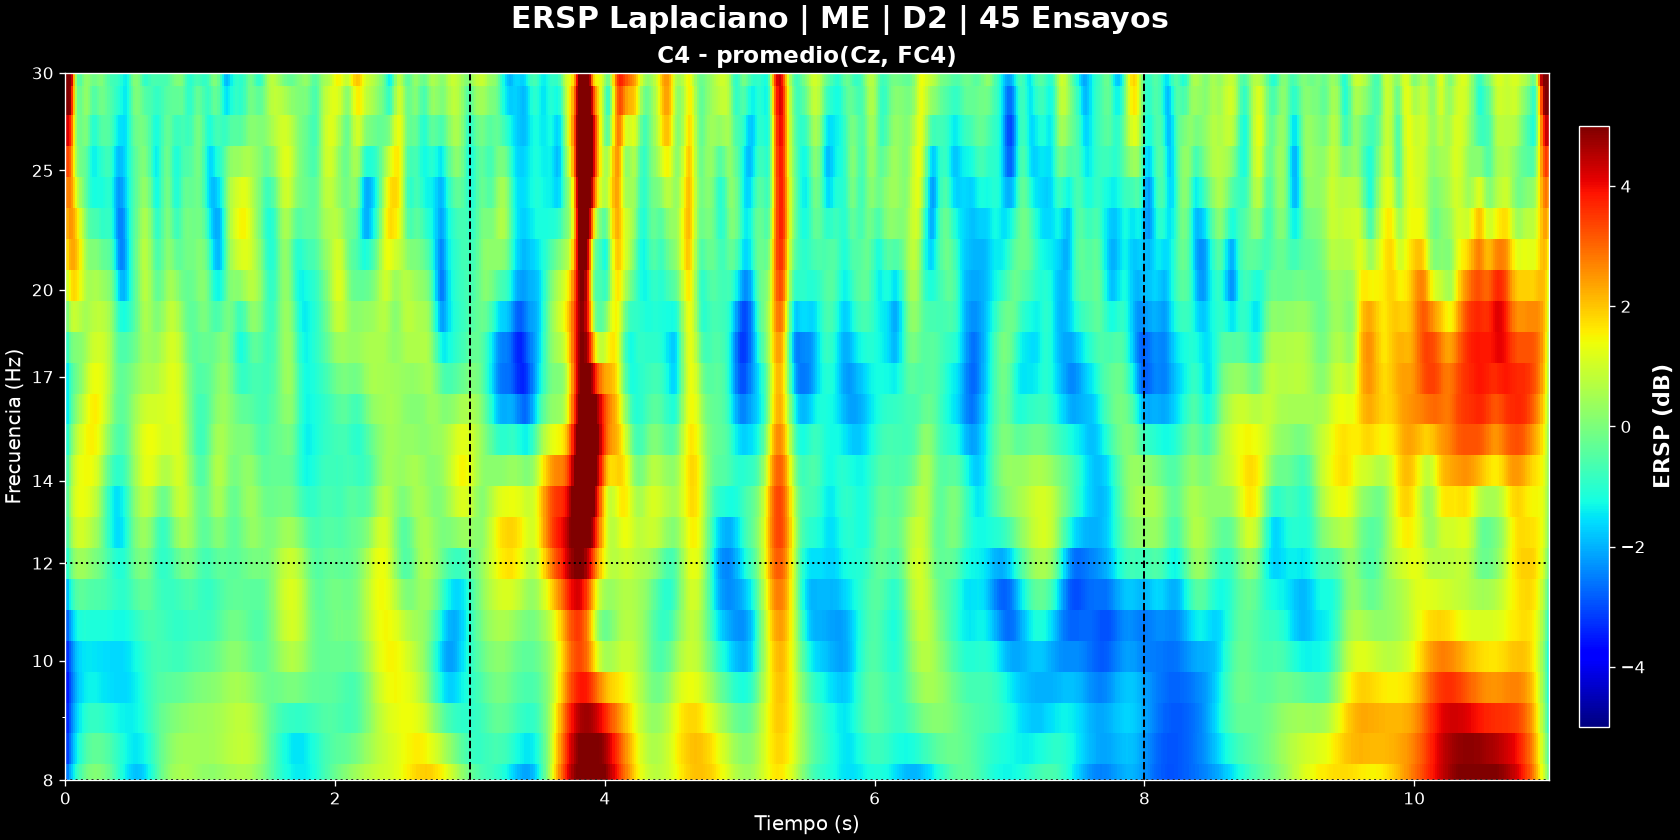 ERSP Laplaciano | ME | D2 | 45 Ensayos
C4 - promedio(Cz, FC4)
30
25
20
17
14
12
10
8
Frecuencia (Hz)
0 2 4 6 8 10
Tiempo (s)
4
2
0
−2
−4
ERSP (dB)